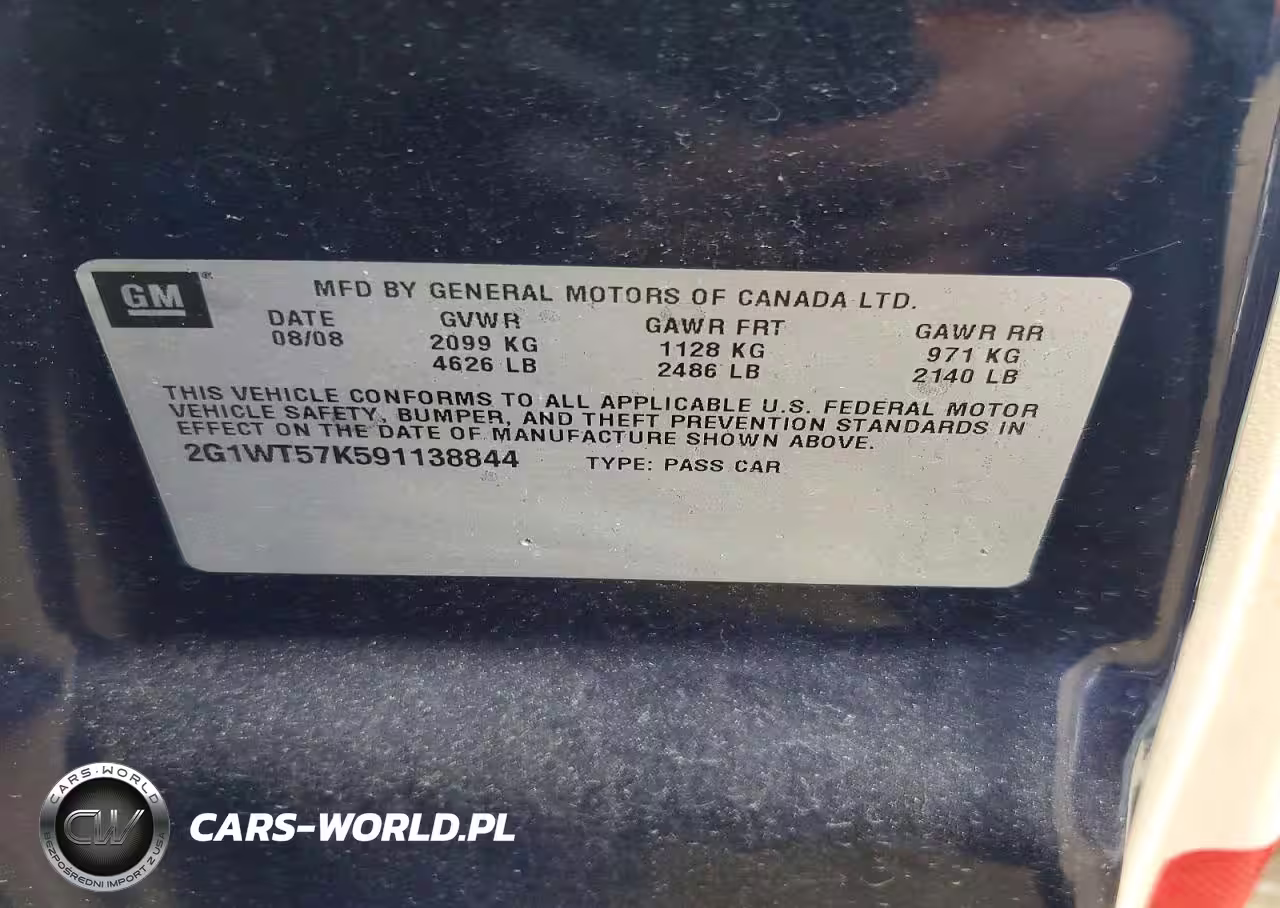 GM
MFD BY GENERAL MOTORS OF CANADA LTD.
DATE GVWR GAWR FRT GAWR RR
08/08 2099 KG 1128 KG 971 KG
4626 LB 2486 LB 2140 LB
THIS VEHICLE CONFORMS TO ALL APPLICABLE U.S. FEDERAL MOTOR
VEHICLE SAFETY, BUMPER, AND THEFT PREVENTION STANDARDS IN
EFFECT ON THE DATE OF MANUFACTURE SHOWN ABOVE.
2G1WT57K591138844 TYPE: PASS CAR
CARS-WORLD
CW
BEZPOŚREDNI IMPORT Z USA
CARS-WORLD.PL